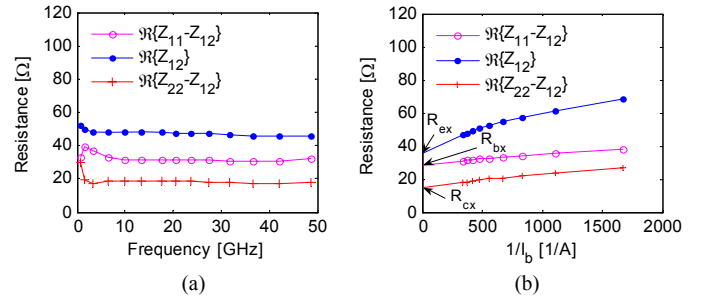 120
100
80
60
40
20
0
Resistance [Ω]
ℜ{Z11-Z12}
ℜ{Z12}
ℜ{Z22-Z12}
0 10 20 30 40 50
Frequency [GHz]
(a)
120
100
80
60
40
20
0
Resistance [Ω]
ℜ{Z11-Z12}
ℜ{Z12}
ℜ{Z22-Z12}
Rex
Rbx
Rcx
0 500 1000 1500 2000
1/Ib [1/A]
(b)